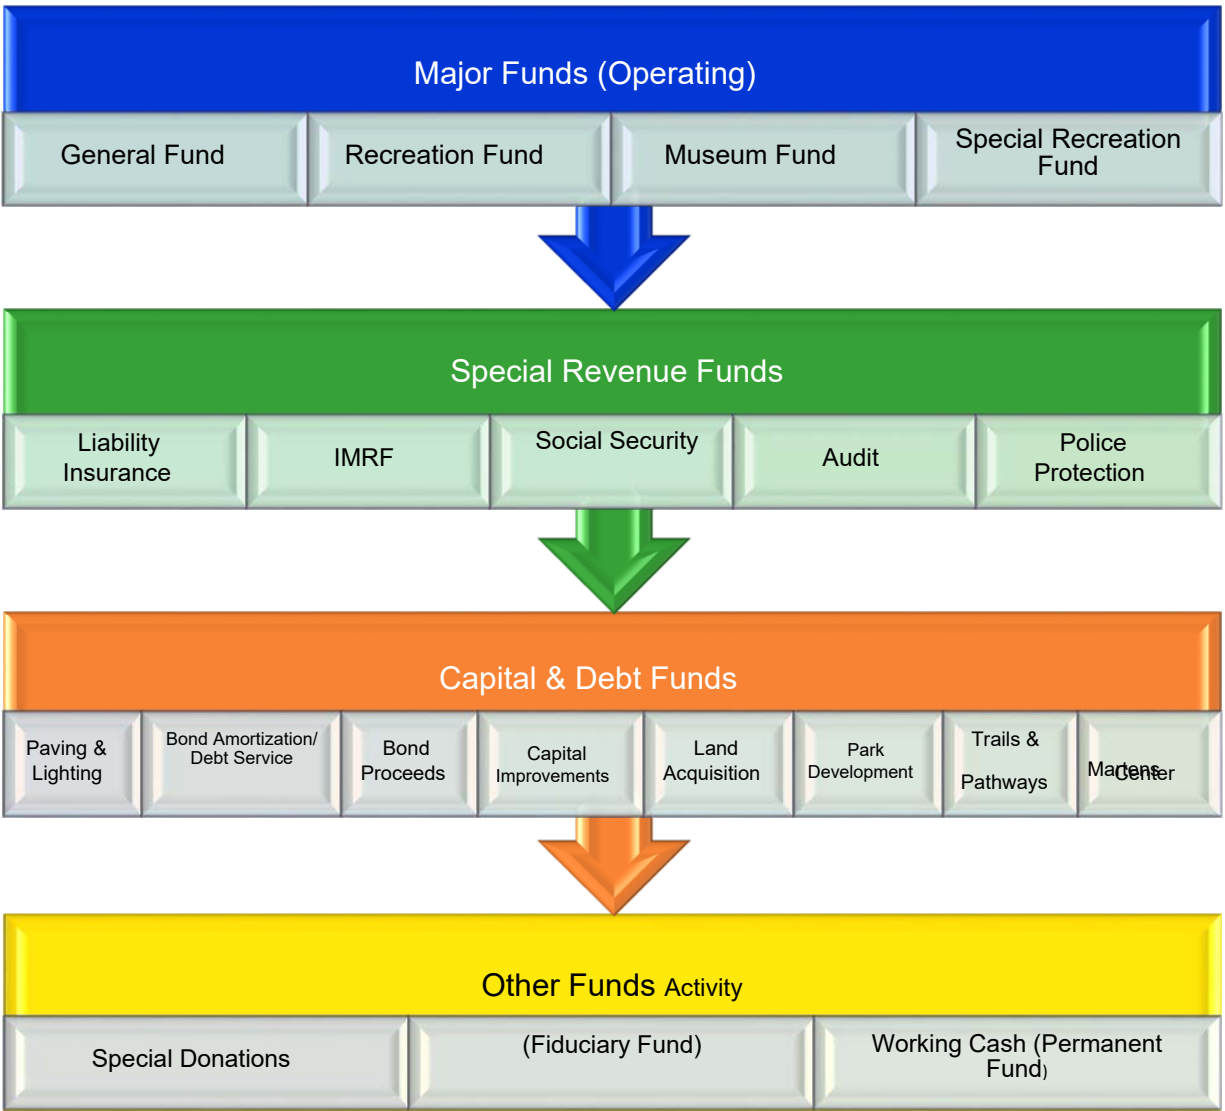 Major Funds (Operating)
General Fund
Recreation Fund
Museum Fund
Special Recreation
Fund
Special Revenue Funds
Liability
Insurance
IMRF
Social Security
Audit
Police
Protection
Capital & Debt Funds
Paving &
Lighting
Bond Amortization/
Debt Service
Bond
Proceeds
Capital
Improvements
Land
Acquisition
Park
Development
Trails &
Pathways
Martens Center
Other Funds Activity
Special Donations
(Fiduciary Fund)
Working Cash (Permanent
Fund)